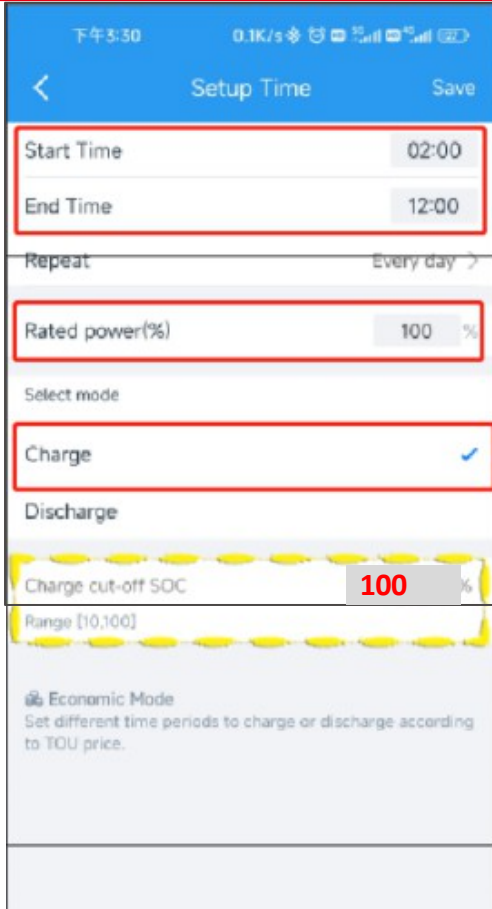 下午3:30 0.1K/s
Setup Time Save
Start Time 02:00
End Time 12:00
Repeat Every day >
Rated power(%) 100 %
Select mode
Charge
Discharge
Charge cut-off SOC 100 %
Range [10,100]
Economic Mode
Set different time periods to charge or discharge according
to TOU price.